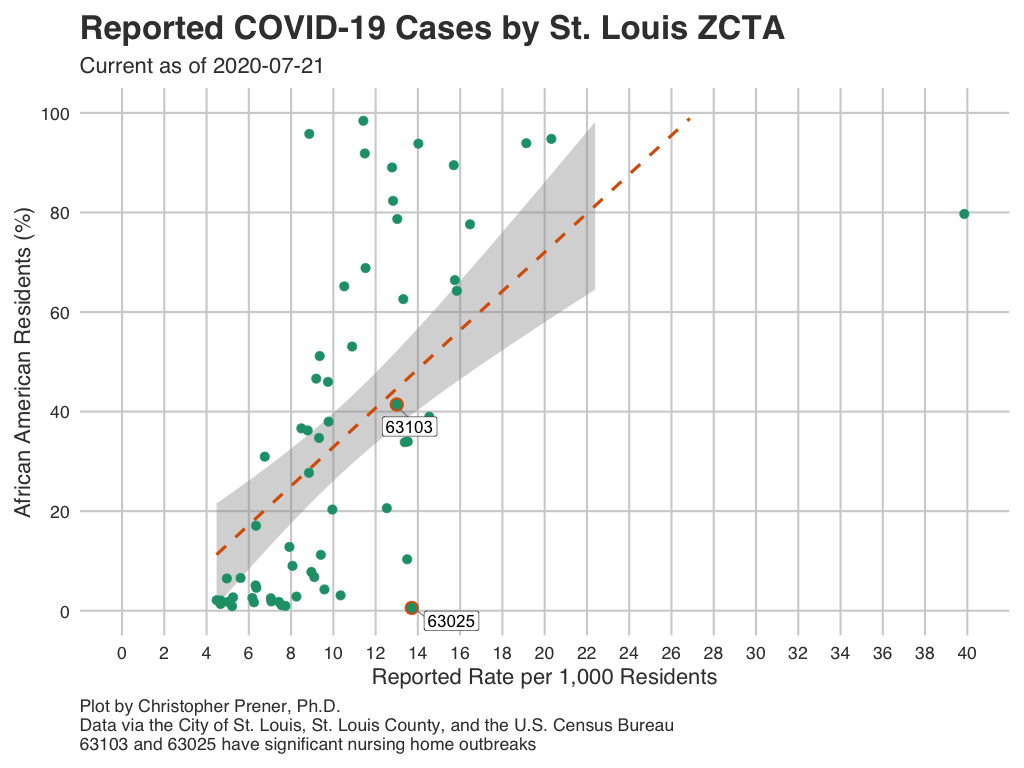 Reported COVID-19 Cases by St. Louis ZCTA
Current as of 2020-07-21
African American Residents (%)
100
80
60
40
20
0
63103
63025
0 2 4 6 8 10 12 14 16 18 20 22 24 26 28 30 32 34 36 38 40
Reported Rate per 1,000 Residents
Plot by Christopher Prener, Ph.D.
Data via the City of St. Louis, St. Louis County, and the U.S. Census Bureau
63103 and 63025 have significant nursing home outbreaks